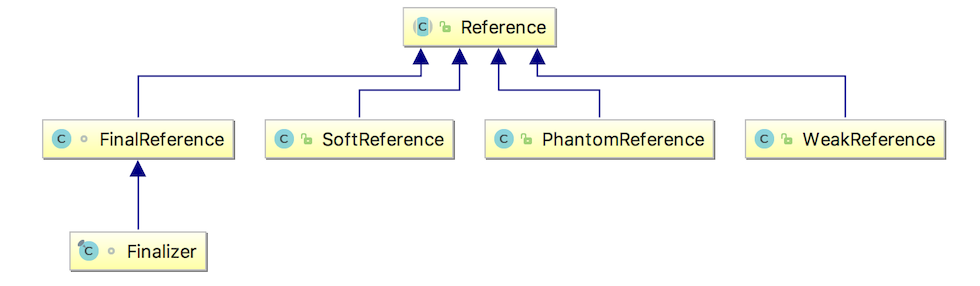 C Reference
C FinalReference
C SoftReference
C PhantomReference
C WeakReference
C Finalizer